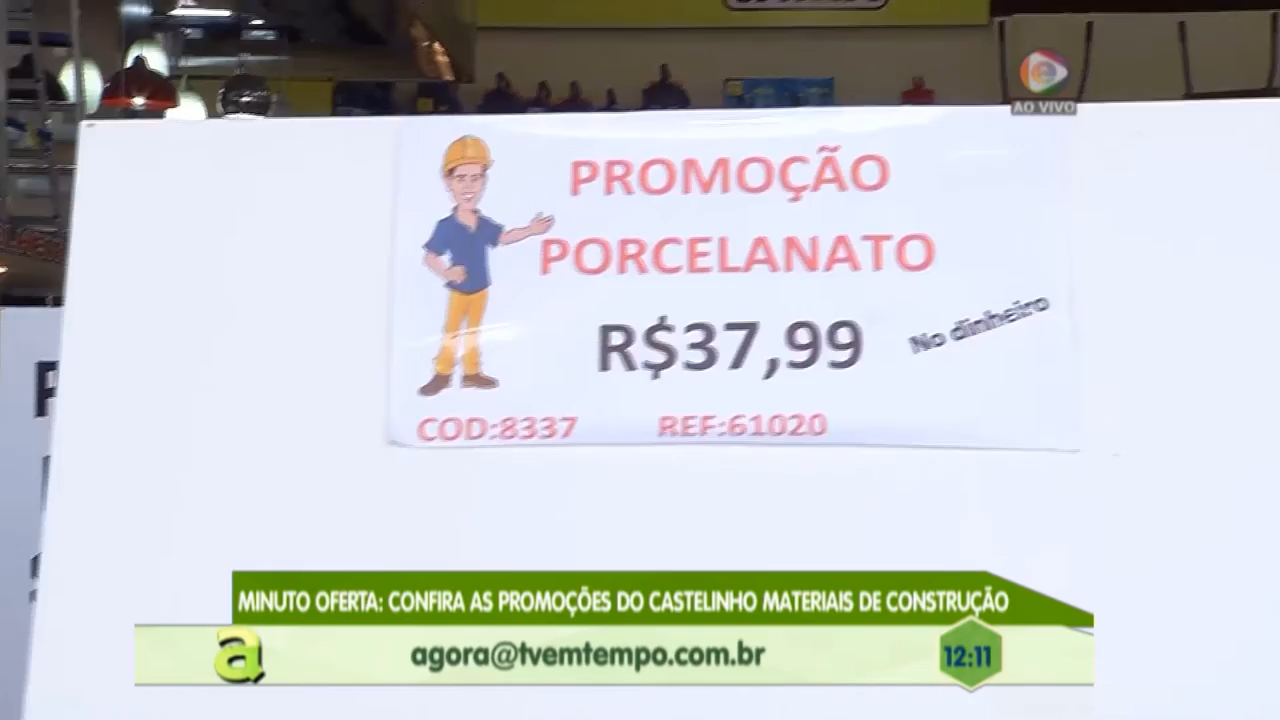 AO VIVO
PROMOÇÃO
PORCELANATO
R$37,99
No dinheiro
COD:8337 REF:61020
MINUTO OFERTA: CONFIRA AS PROMOÇÕES DO CASTELINHO MATERIAIS DE CONSTRUÇÃO
a agora@tvemtempo.com.br 12:11